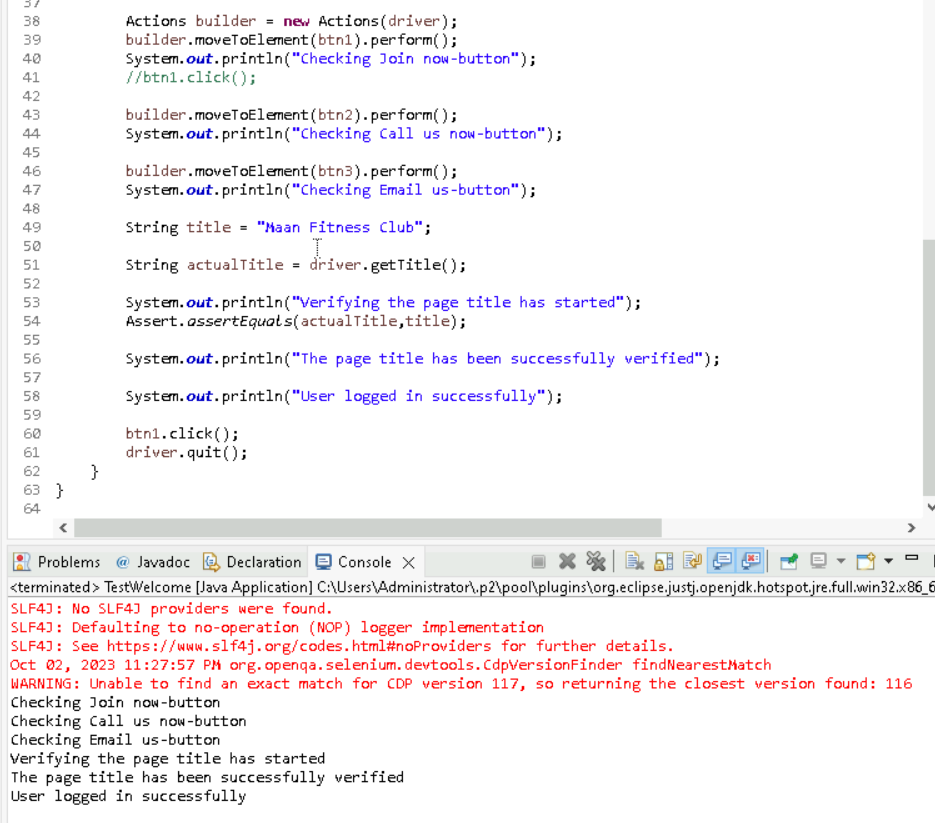 37
38 Actions builder = new Actions(driver);
39 builder.moveToElement(btn1).perform();
40 System.out.println("Checking Join now-button");
41 //btn1.click();
42
43 builder.moveToElement(btn2).perform();
44 System.out.println("Checking Call us now-button");
45
46 builder.moveToElement(btn3).perform();
47 System.out.println("Checking Email us-button");
48
49 String title = "Maan Fitness Club";
50
51 String actualTitle = driver.getTitle();
52
53 System.out.println("Verifying the page title has started");
54 Assert.assertEquals(actualTitle,title);
55
56 System.out.println("The page title has been successfully verified");
57
58 System.out.println("User logged in successfully");
59
60 btn1.click();
61 driver.quit();
62 }
63 }
64
Problems @ Javadoc Declaration Console
<terminated> TestWelcome [Java Application] C:\Users\Administrator\.p2\pool\plugins\org.eclipse.justj.openjdk.hotspot.jre.full.win32.x86_6
SLF4J: No SLF4J providers were found.
SLF4J: Defaulting to no-operation (NOP) logger implementation
SLF4J: See https://www.slf4j.org/codes.html#noProviders for further details.
Oct 02, 2023 11:27:57 PM org.openqa.selenium.devtools.CdpVersionFinder findNearestMatch
WARNING: Unable to find an exact match for CDP version 117, so returning the closest version found: 116
Checking Join now-button
Checking Call us now-button
Checking Email us-button
Verifying the page title has started
The page title has been successfully verified
User logged in successfully